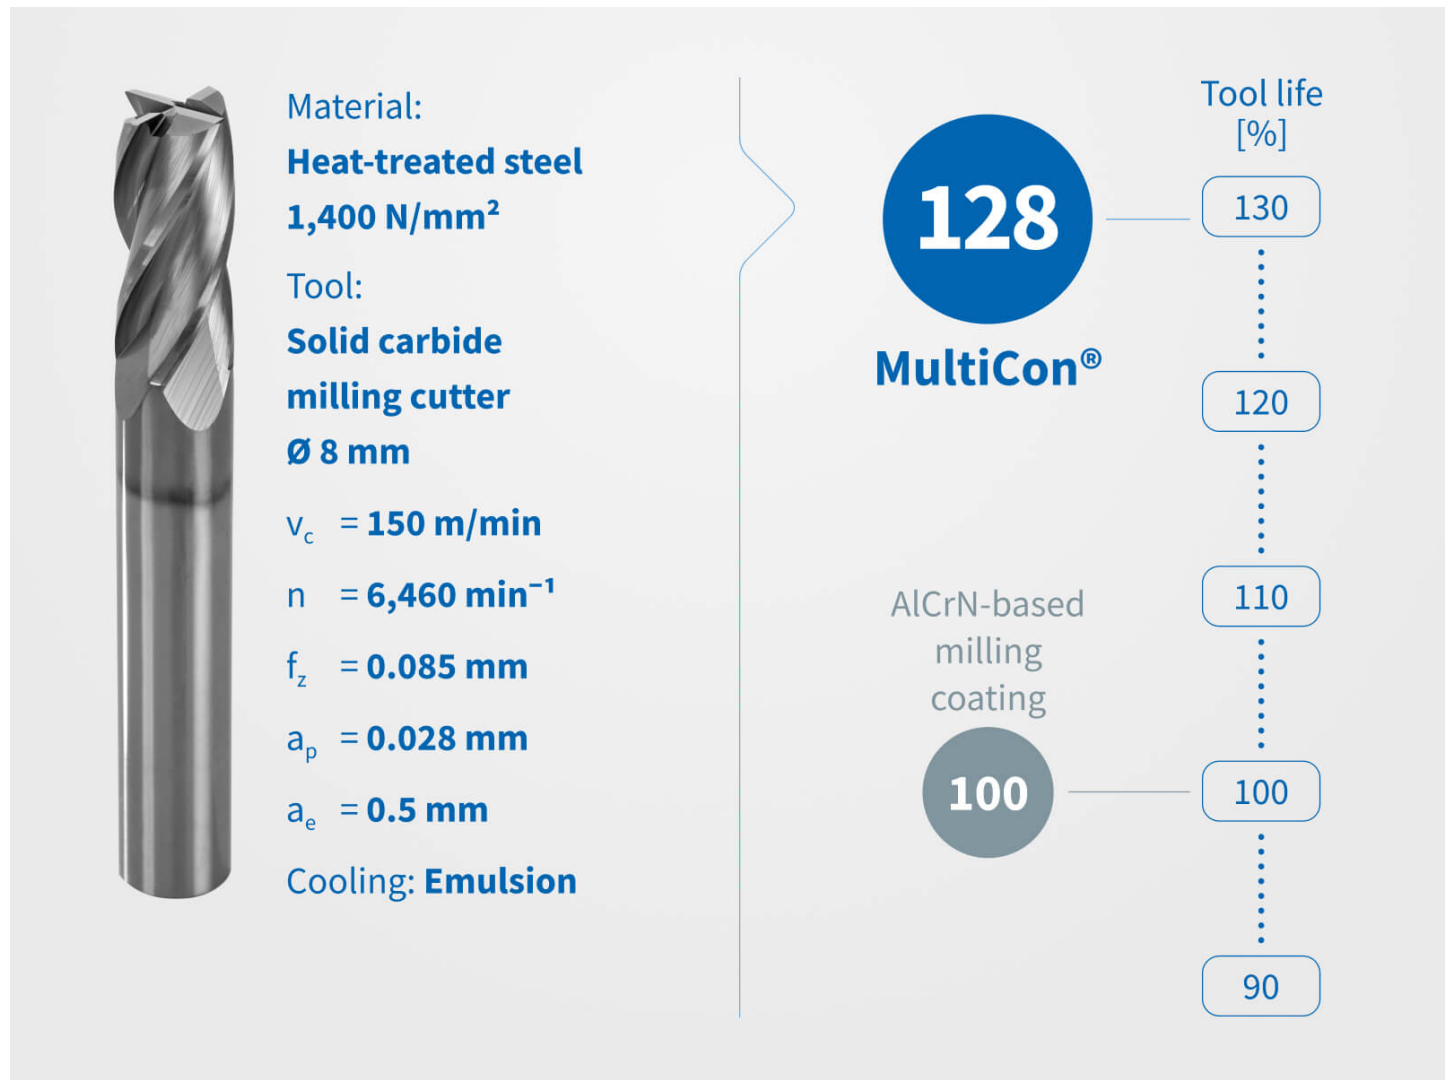 Material:
Heat-treated steel
1,400 N/mm²
Tool:
Solid carbide
milling cutter
Ø 8 mm
vc = 150 m/min
n = 6,460 min⁻¹
fz = 0.085 mm
ap = 0.028 mm
ae = 0.5 mm
Cooling: Emulsion
128
MultiCon®
AlCrN-based
milling
coating
100
Tool life
[%]
130
120
110
100
90